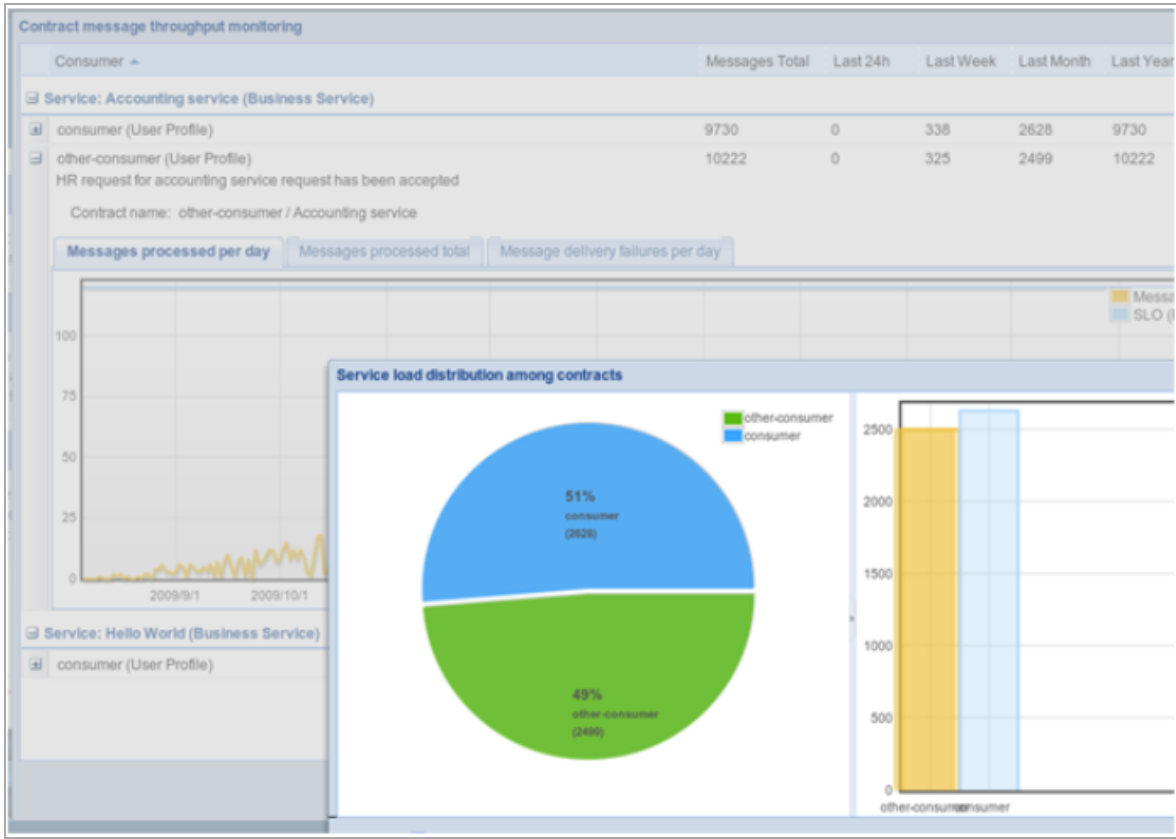 Contract message throughput monitoring
Consumer Messages Total Last 24h Last Week Last Month Last Year
Service: Accounting service (Business Service)
consumer (User Profile) 9730 0 338 2628 9730
other-consumer (User Profile) 10222 0 325 2499 10222
HR request for accounting service request has been accepted
Contract name: other-consumer / Accounting service
Messages processed per day Messages processed total Message delivery failures per day
SLO
100
75
50
25
0
2009/9/1 2009/10/1
Service: Hello World (Business Service)
consumer (User Profile)
Service load distribution among contracts
other-consumer
consumer
51%
consumer
(2628)
49%
other-consumer
(2499)
2500
2000
1500
1000
500
0
other-consumer consumer